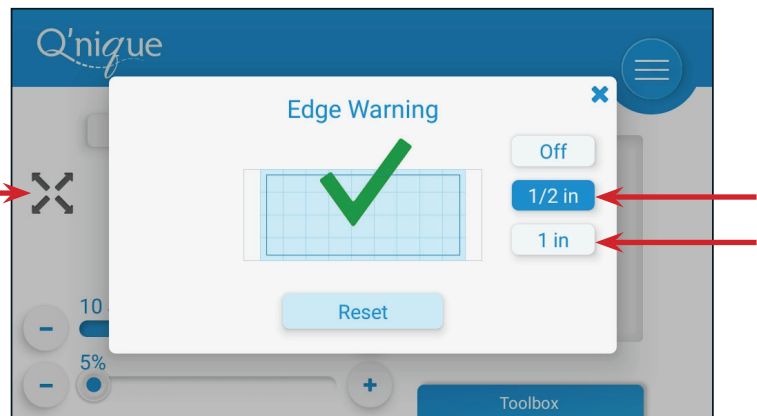 Q'nique
Edge Warning
Off
1/2 in
1 in
Reset
10
5%
Toolbox